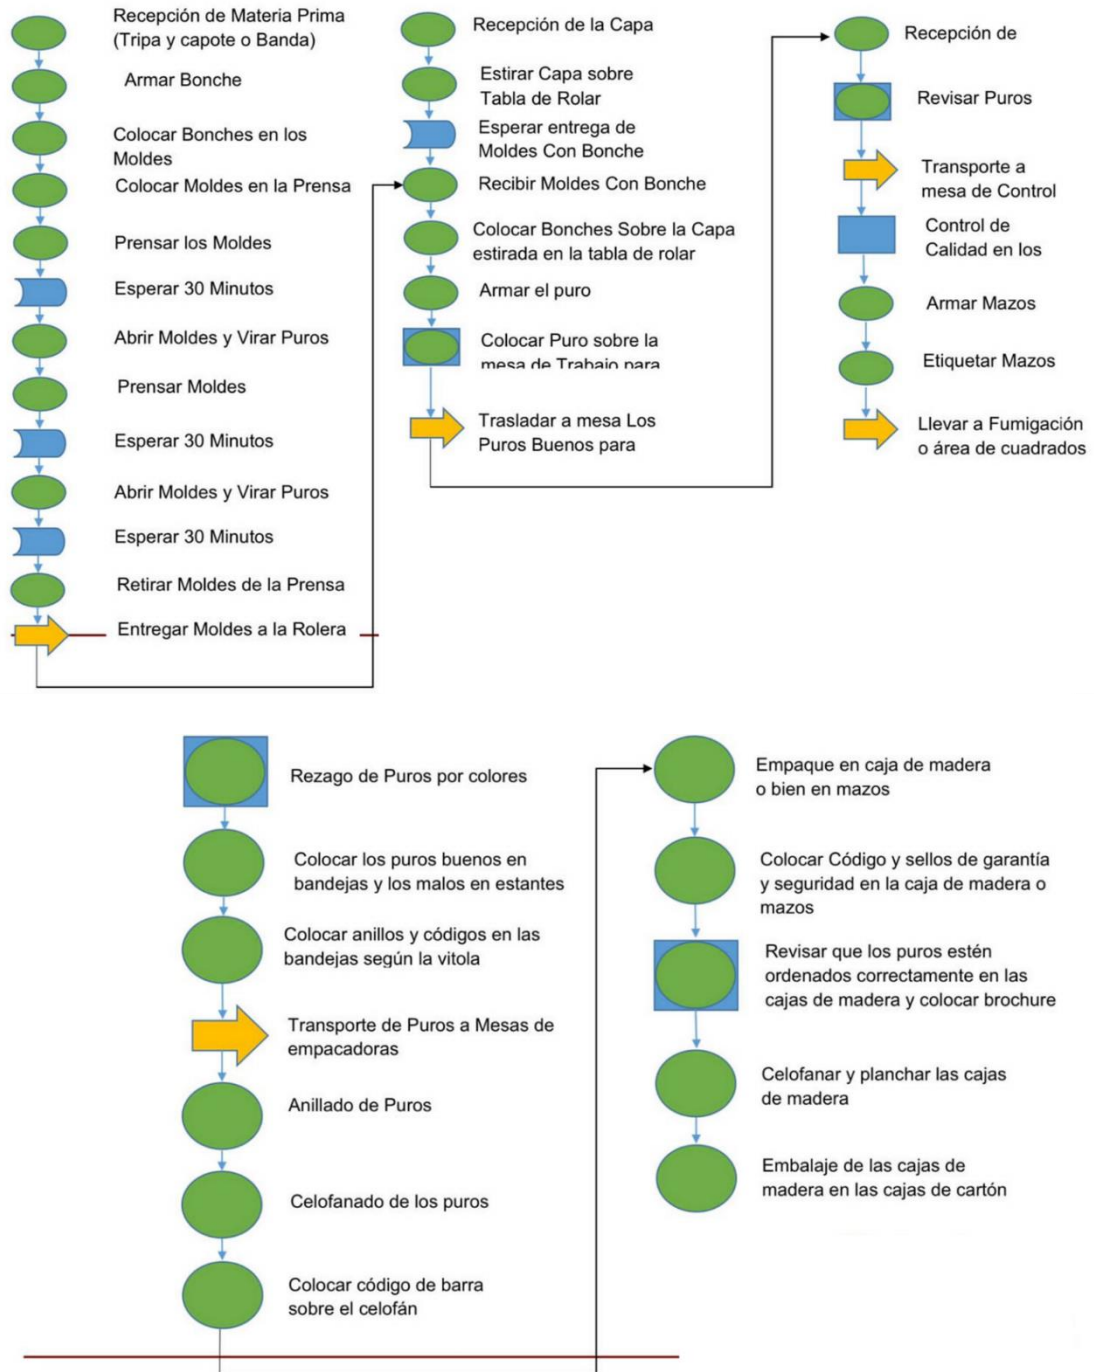 Recepción de Materia Prima
(Tripa y capote o Banda)
Armar Bonche
Colocar Bonches en los
Moldes
Colocar Moldes en la Prensa
Prensar los Moldes
Esperar 30 Minutos
Abrir Moldes y Virar Puros
Prensar Moldes
Esperar 30 Minutos
Abrir Moldes y Virar Puros
Esperar 30 Minutos
Retirar Moldes de la Prensa
Entregar Moldes a la Rolera
Recepción de la Capa
Estirar Capa sobre
Tabla de Rolar
Esperar entrega de
Moldes Con Bonche
Recibir Moldes Con Bonche
Colocar Bonches Sobre la Capa
estirada en la tabla de rolar
Armar el puro
Colocar Puro sobre la
mesa de Trabajo para
Trasladar a mesa Los
Puros Buenos para
Recepción de
Revisar Puros
Transporte a
mesa de Control
Control de
Calidad en los
Armar Mazos
Etiquetar Mazos
Llevar a Fumigación
o área de cuadrados
Rezago de Puros por colores
Colocar los puros buenos en
bandejas y los malos en estantes
Colocar anillos y códigos en las
bandejas según la vitola
Transporte de Puros a Mesas de
empacadoras
Anillado de Puros
Celofanado de los puros
Colocar código de barra
sobre el celofán
Empaque en caja de madera
o bien en mazos
Colocar Código y sellos de garantía
y seguridad en la caja de madera o
mazos
Revisar que los puros estén
ordenados correctamente en las
cajas de madera y colocar brochure
Celofanar y planchar las cajas
de madera
Embalaje de las cajas de
madera en las cajas de cartón